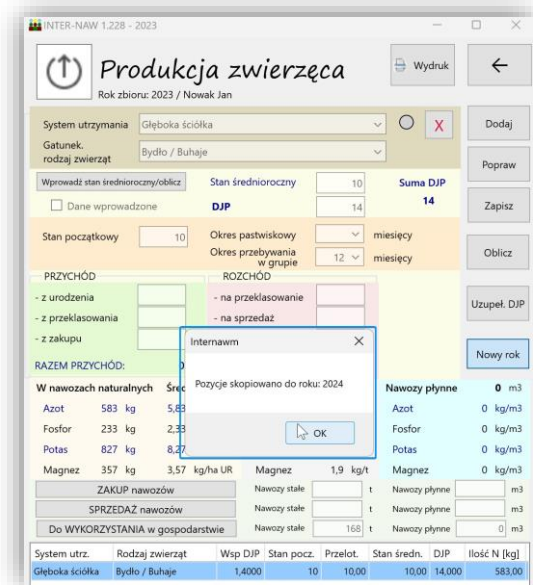 INTER-NAW 1.228 - 2023
Produkcja zwierzęca
Rok zbioru: 2023 / Nowak Jan
Wydruk
System utrzymania Głęboka ściółka X
Gatunek.
rodzaj zwierząt Bydło / Buhaje
Wprowadź stan średnioroczny/oblicz Stan średnioroczny 10 Suma DJP
Dane wprowadzone DJP 14 14
Stan początkowy 10 Okres pastwiskowy miesięcy
Okres przebywania
w grupie 12 miesięcy
PRZYCHÓD ROZCHÓD
- z urodzenia - na przeklasowanie
- z przeklasowania - na sprzedaż
- z zakupu
RAZEM PRZYCHÓD:
Internawm
Pozycje skopiowano do roku: 2024
OK
Dodaj
Popraw
Zapisz
Oblicz
Uzupeł. DJP
Nowy rok
W nawozach naturalnych Nawozy płynne 0 m3
Azot 583 kg 5,83 Azot 0 kg/m3
Fosfor 233 kg 2,33 Fosfor 0 kg/m3
Potas 827 kg 8,27 Potas 0 kg/m3
Magnez 357 kg 3,57 kg/ha UR Magnez 1,9 kg/t Magnez 0 kg/m3
ZAKUP nawozów Nawozy stałe t Nawozy płynne m3
SPRZEDAŻ nawozów Nawozy stałe t Nawozy płynne m3
Do WYKORZYSTANIA w gospodarstwie Nawozy stałe 168 t Nawozy płynne 0 m3
System utrz. Rodzaj zwierząt Wsp DJP Stan pocz. Przelot. Stan średn. DJP Ilość N [kg]
Głęboka ściółka Bydło / Buhaje 1,4000 10 10,00 10,00 14,000 583,00